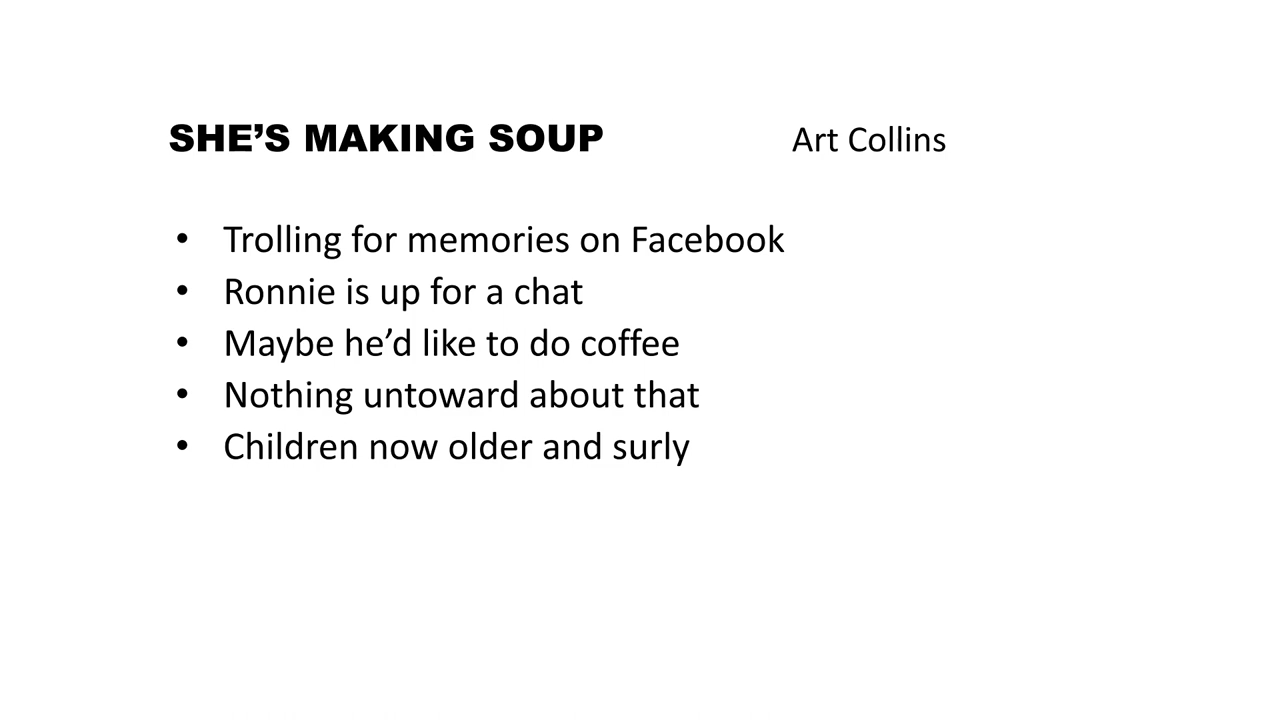 SHE’S MAKING SOUP Art Collins
• Trolling for memories on Facebook
• Ronnie is up for a chat
• Maybe he’d like to do coffee
• Nothing untoward about that
• Children now older and surly